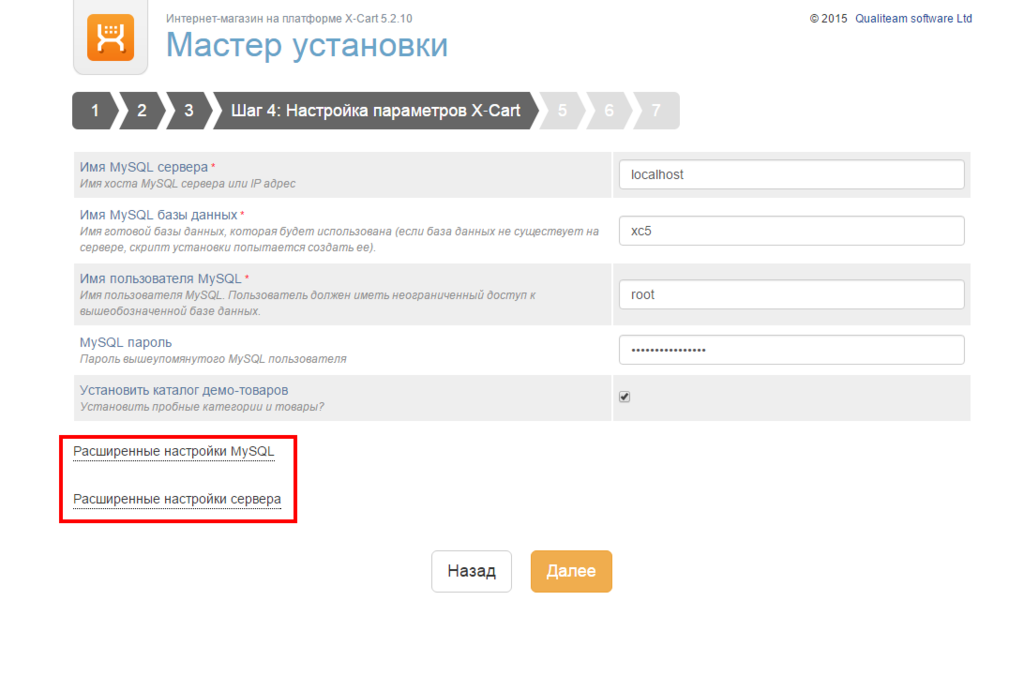 Интернет-магазин на платформе X-Cart 5.2.10
© 2015 Qualiteam software Ltd
Мастер установки
1 2 3 Шаг 4: Настройка параметров X-Cart 5 6 7
Имя MySQL сервера *
Имя хоста MySQL сервера или IP адрес
localhost
Имя MySQL базы данных *
Имя готовой базы данных, которая будет использована (если база данных не существует на
сервере, скрипт установки попытается создать ее).
xc5
Имя пользователя MySQL *
Имя пользователя MySQL. Пользователь должен иметь неограниченный доступ к
вышеобозначенной базе данных.
root
MySQL пароль
Пароль вышеупомянутого MySQL пользователя
••••••••••••••••
Установить каталог демо-товаров
Установить пробные категории и товары?
Расширенные настройки MySQL
Расширенные настройки сервера
Назад
Далее